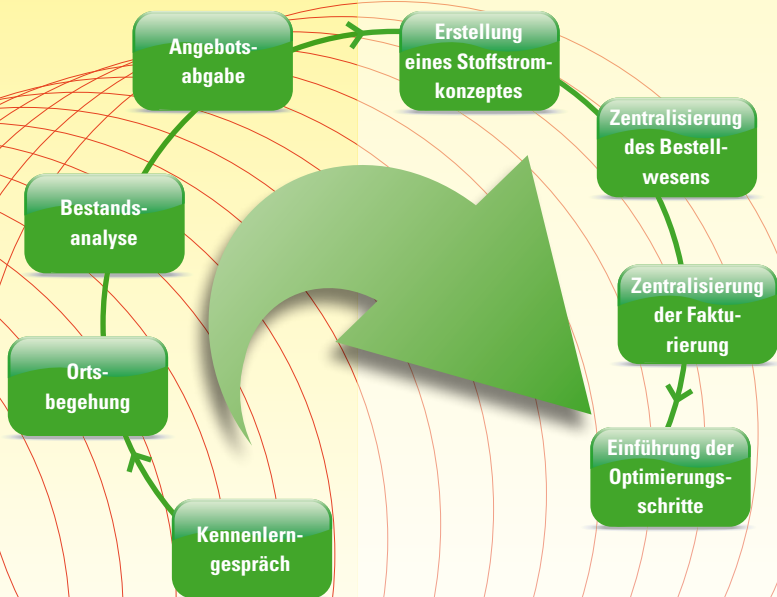 Kennenlern-
gespräch
Orts-
begehung
Bestands-
analyse
Angebots-
abgabe
Erstellung
eines Stoffstrom-
konzeptes
Zentralisierung
des Bestell-
wesens
Zentralisierung
der Faktu-
rierung
Einführung der
Optimierungs-
schritte